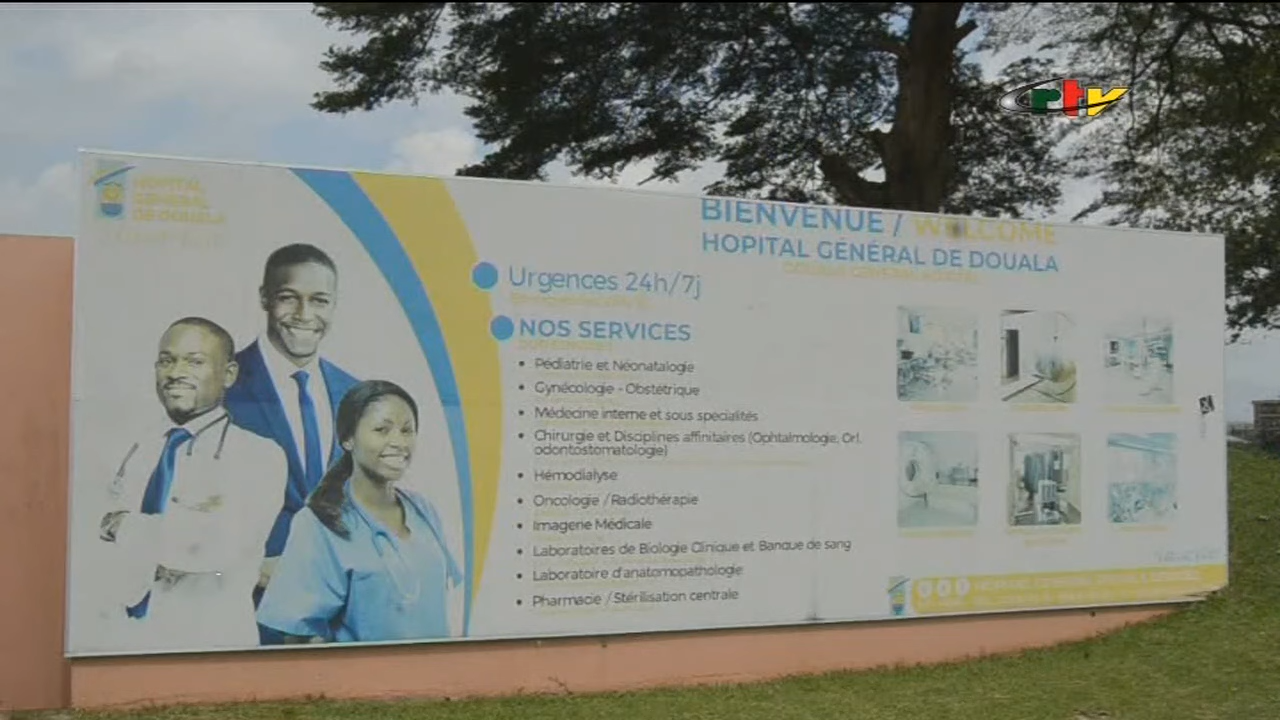 crtv
HOPITAL
GENERAL
DE DOUALA
BIENVENUE / WELCOME
HOPITAL GÉNÉRAL DE DOUALA
Urgences 24h/7j
NOS SERVICES
• Pédiatrie et Néonatalogie
• Gynécologie - Obstétrique
• Médecine interne et sous spécialités
• Chirurgie et Disciplines affinitaires (Ophtalmologie, Orl,
odontostomatologie)
• Hémodialyse
• Oncologie / Radiothérapie
• Imagerie Médicale
• Laboratoires de Biologie Clinique et Banque de sang
• Laboratoire d'anatomopathologie
• Pharmacie / Stérilisation centrale